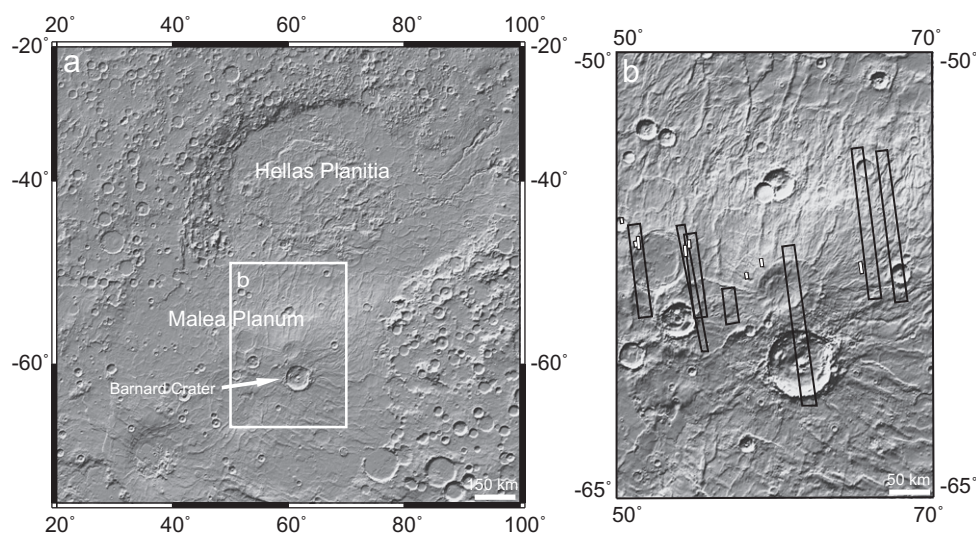 20˚ 40˚ 60˚ 80˚ 100˚
-20˚ -20˚
a
Hellas Planitia
-40˚ -40˚
b
Malea Planum
-60˚ -60˚
Barnard Crater
150 km
20˚ 40˚ 60˚ 80˚ 100˚
50˚ 70˚
-50˚ -50˚
b
50 km
-65˚ -65˚
50˚ 70˚